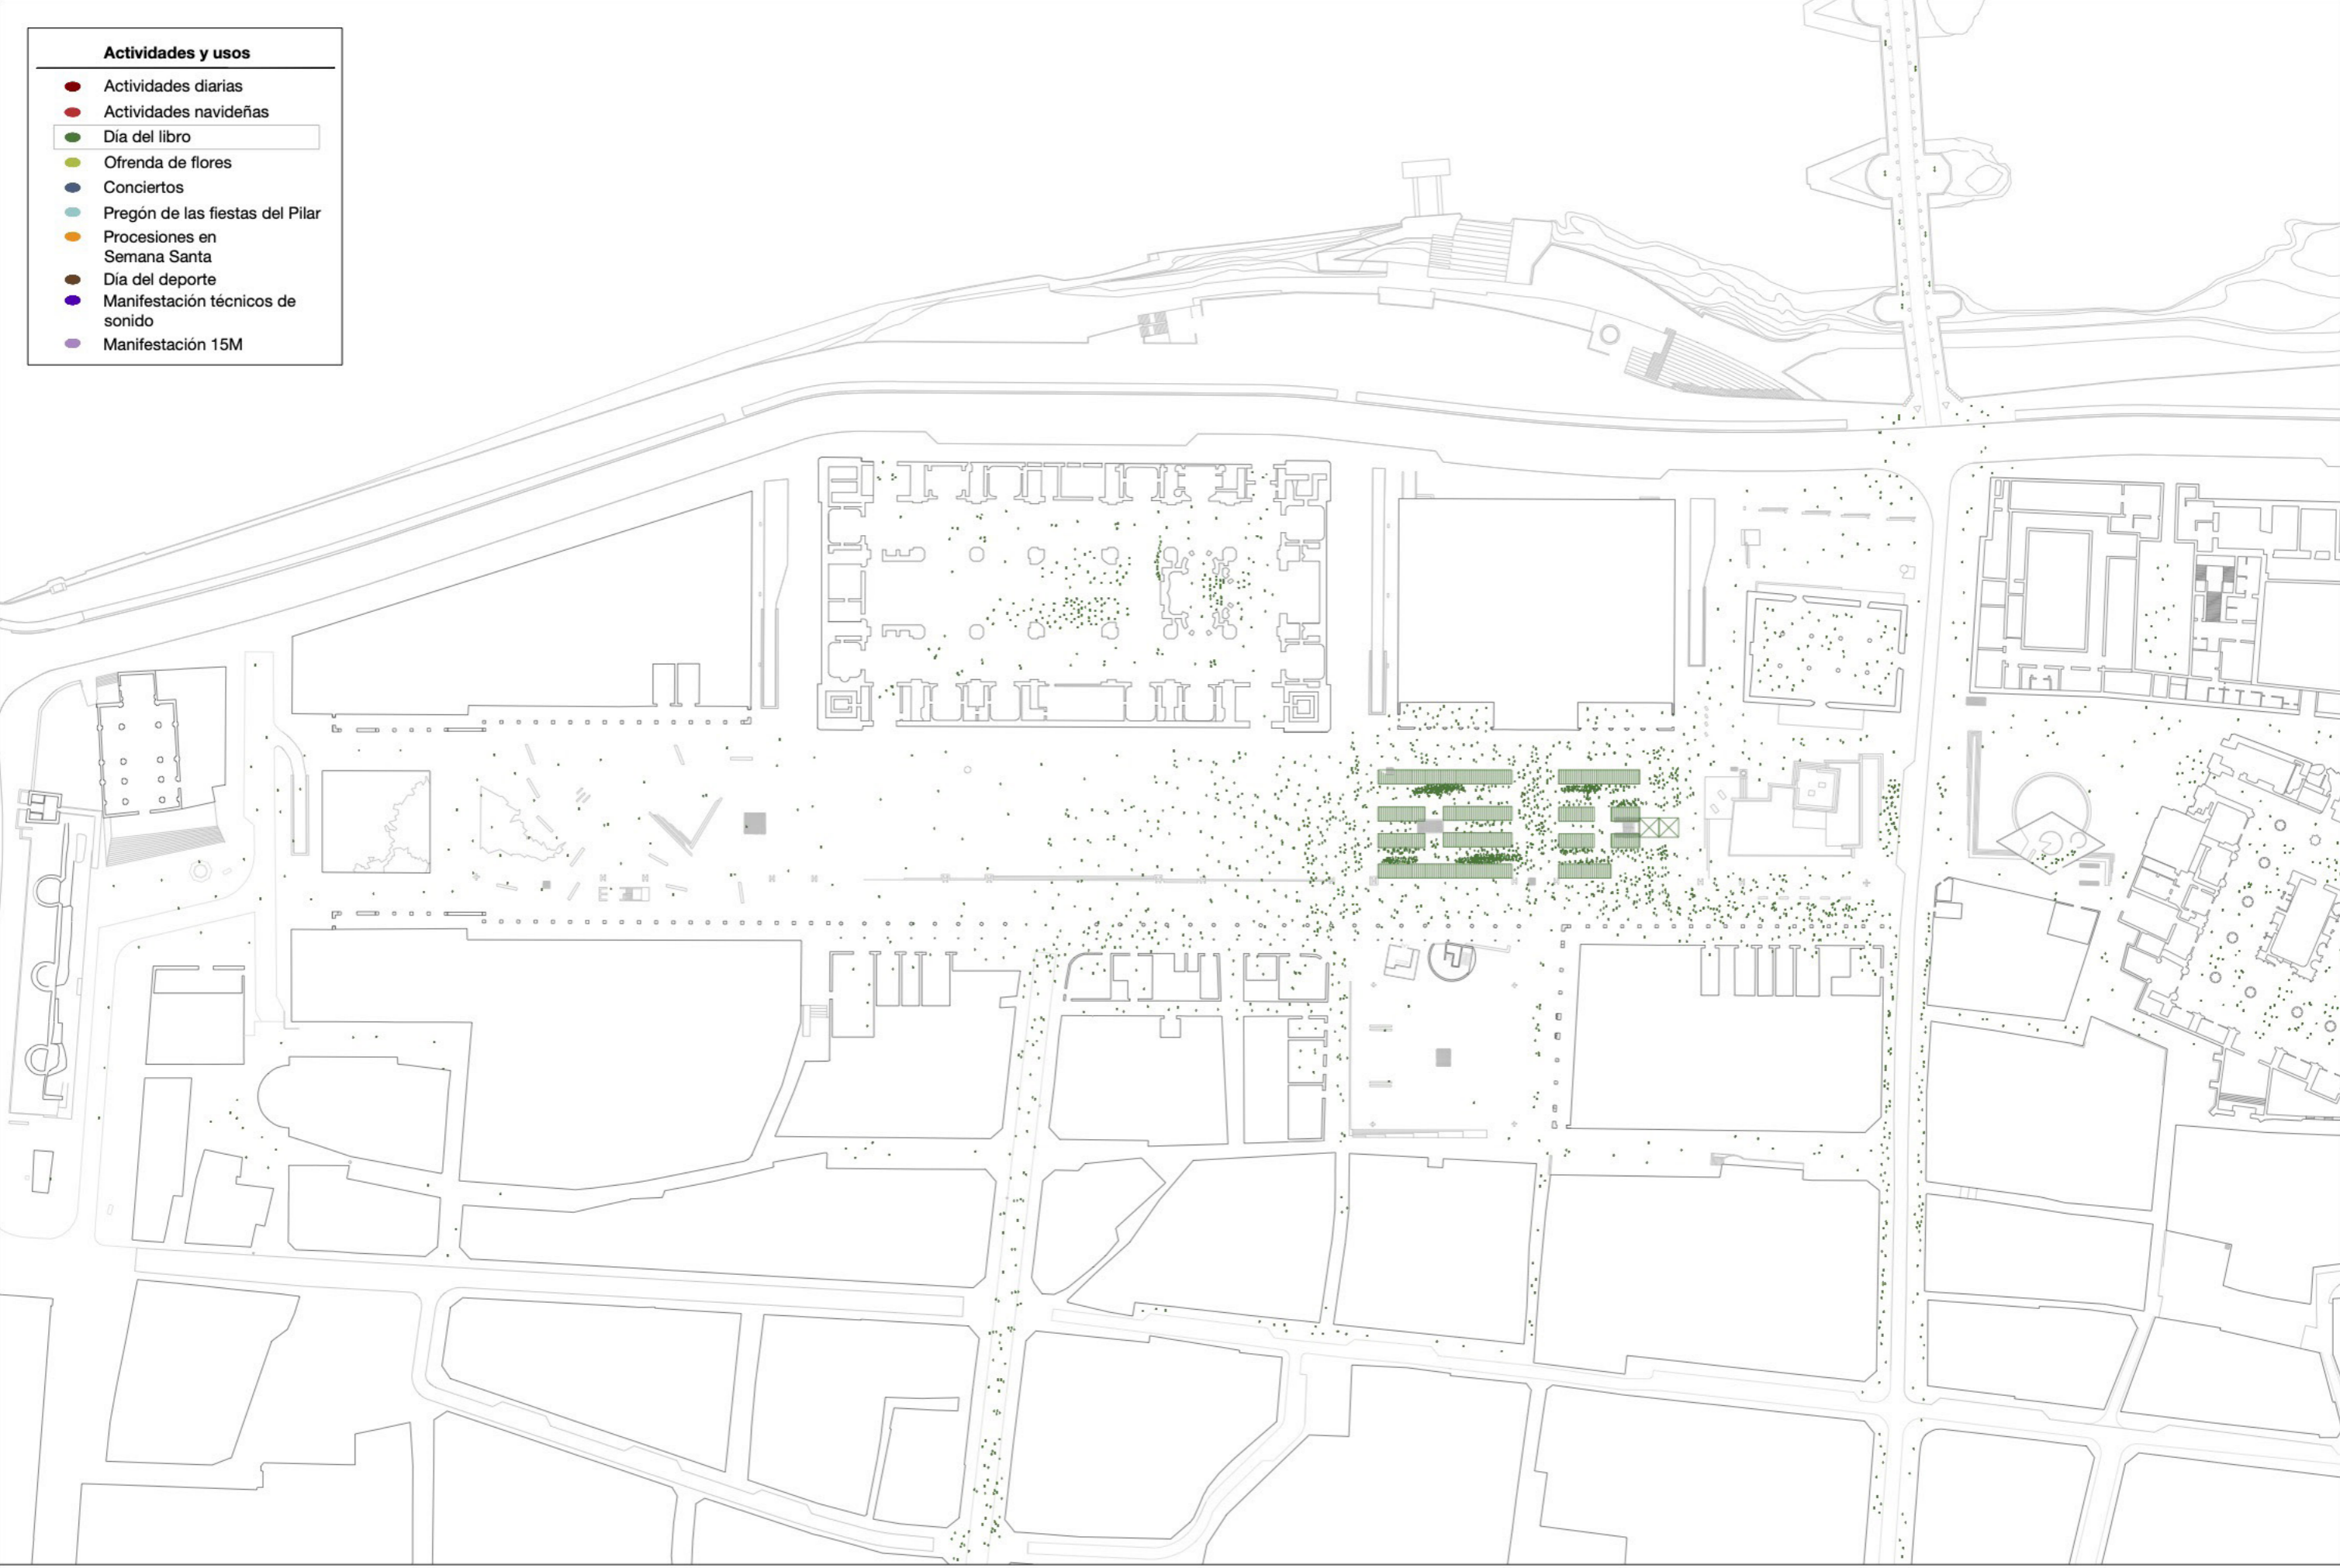 Actividades y usos
Actividades diarias
Actividades navideñas
Día del libro
Ofrenda de flores
Conciertos
Pregón de las fiestas del Pilar
Procesiones en
Semana Santa
Día del deporte
Manifestación técnicos de
sonido
Manifestación 15M